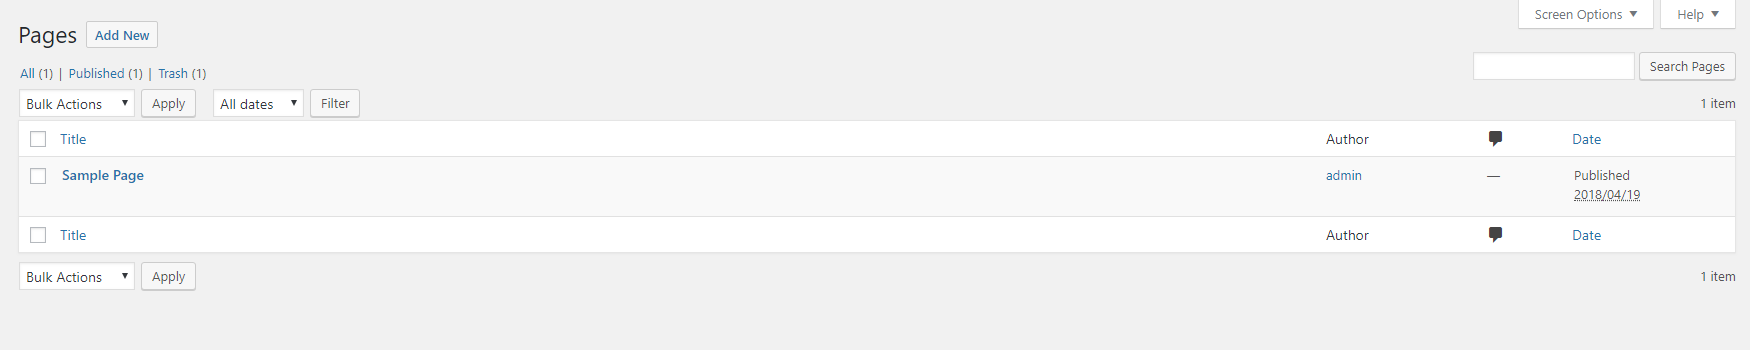 Screen Options ▼ Help ▼
Pages Add New
All (1) | Published (1) | Trash (1)
Search Pages
Bulk Actions ▼ Apply All dates ▼ Filter 1 item
Title Author Date
Sample Page admin — Published
2018/04/19
Title Author Date
Bulk Actions ▼ Apply 1 item